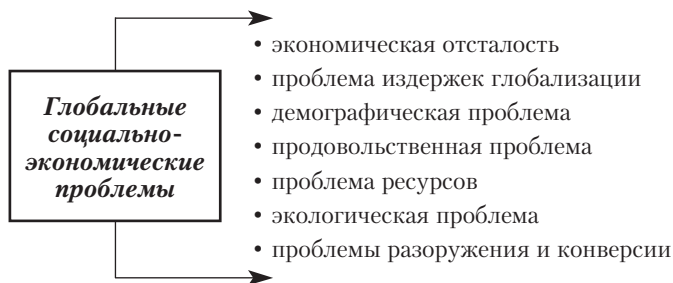 Глобальные
социально-
экономические
проблемы
• экономическая отсталость
• проблема издержек глобализации
• демографическая проблема
• продовольственная проблема
• проблема ресурсов
• экологическая проблема
• проблемы разоружения и конверсии